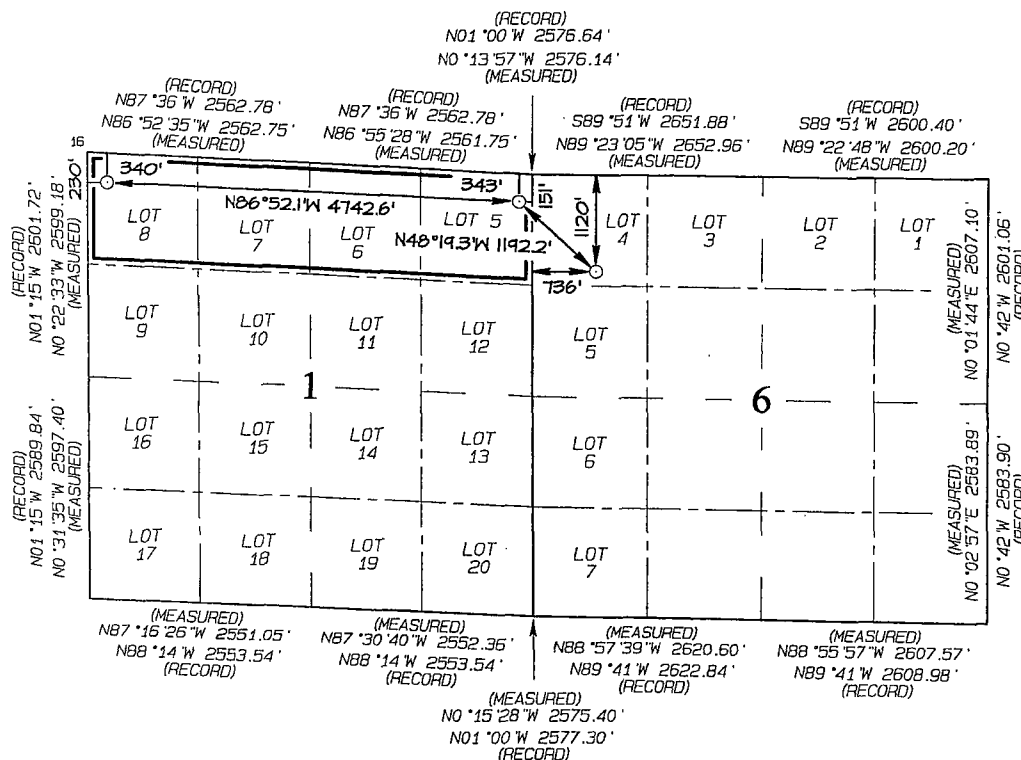 (RECORD)
N01 °00 'W 2576.64 '
N0 °13 '57 "W 2576.14 '
(MEASURED)
(RECORD)
N87 °36 'W 2562.78 '
N86 °52 '35 "W 2562.75 '
(MEASURED)
(RECORD)
N87 °36 'W 2562.78 '
N86 °55 '28 "W 2561.75 '
(MEASURED)
(RECORD)
S89 °51 'W 2651.88 '
N89 °23 '05 "W 2652.96 '
(MEASURED)
(RECORD)
S89 °51 'W 2600.40 '
N89 °22 '48 "W 2600.20 '
(MEASURED)
16
230'
340'
343'
151'
1120'
N86°52.1'W 4742.6'
N48°19.3'W 1192.2'
736'
LOT
8
LOT
7
LOT
6
LOT 5
LOT
4
LOT
3
LOT
2
LOT
1
(RECORD)
N01 °15 'W 2601.72 '
N0 °22 '33 "W 2599.18 '
(MEASURED)
(MEASURED)
N0 °01 '44 "E 2607.10 '
N0 °42 'W 2601.06 '
(RECORD)
LOT
9
LOT
10
LOT
11
LOT
12
LOT
5
1
6
LOT
16
LOT
15
LOT
14
LOT
13
LOT
6
(RECORD)
N01 °15 'W 2589.84 '
N0 °31 '35 "W 2597.40 '
(MEASURED)
(MEASURED)
N0 °02 '57 "E 2583.89 '
N0 °42 'W 2583.90 '
(RECORD)
LOT
17
LOT
18
LOT
19
LOT
20
LOT
7
(MEASURED)
N87 °16 '26 "W 2551.05 '
N88 °14 'W 2553.54 '
(RECORD)
(MEASURED)
N87 °30 '40 "W 2552.36 '
N88 °14 'W 2553.54 '
(RECORD)
(MEASURED)
N88 °57 '39 "W 2620.60 '
N89 °41 'W 2622.84 '
(RECORD)
(MEASURED)
N88 °55 '57 "W 2607.57 '
N89 °41 'W 2608.98 '
(RECORD)
(MEASURED)
N0 °15 '28 "W 2575.40 '
N01 °00 'W 2577.30 '
(RECORD)